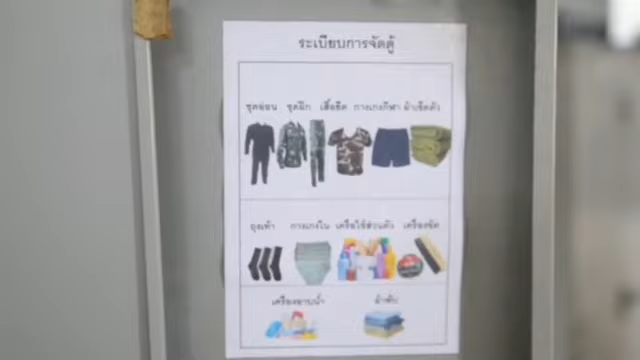 ระเบียบการจัดตู้
ชุดอ่อน ชุดฝึก เสื้อยืด กางเกงกีฬา ผ้าเช็ดตัว
ถุงเท้า กางเกงใน เครื่องใช้ส่วนตัว เครื่องขัด
เครื่องอาบน้ำ ผ้าพับ